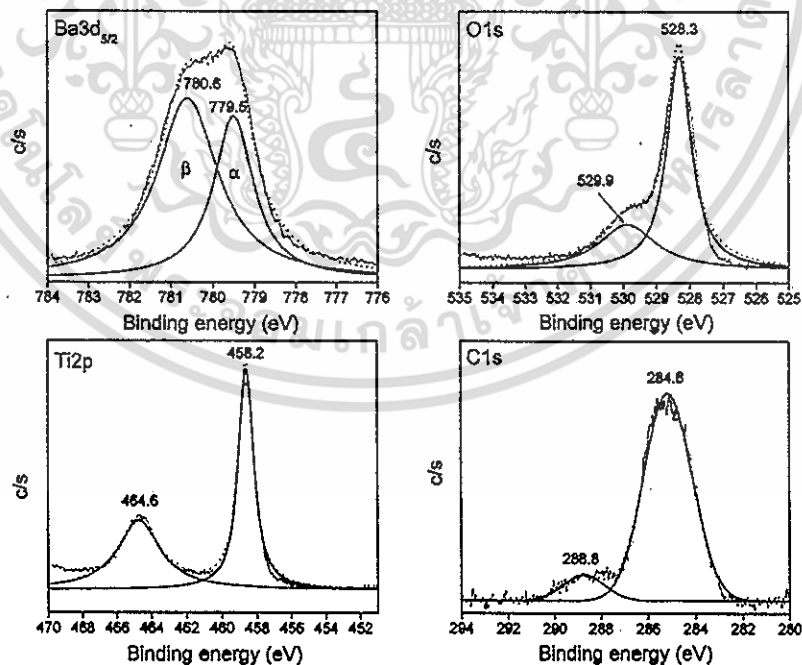 Ba3d5/2
780.6
779.5
β
α
c/s
784 783 782 781 780 779 778 777 776
Binding energy (eV)
O1s
528.3
529.9
c/s
535 534 533 532 531 530 529 528 527 526 525
Binding energy (eV)
Ti2p
458.2
464.6
c/s
470 468 466 464 462 460 458 456 454 452
Binding energy (eV)
C1s
284.8
288.8
c/s
294 292 290 288 286 284 282 280
Binding energy (eV)